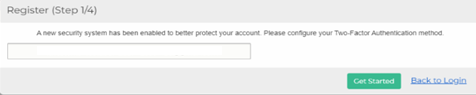 Register (Step 1/4)
A new security system has been enabled to better protect your account. Please configure your Two-Factor Authentication method.
Get Started
Back to Login